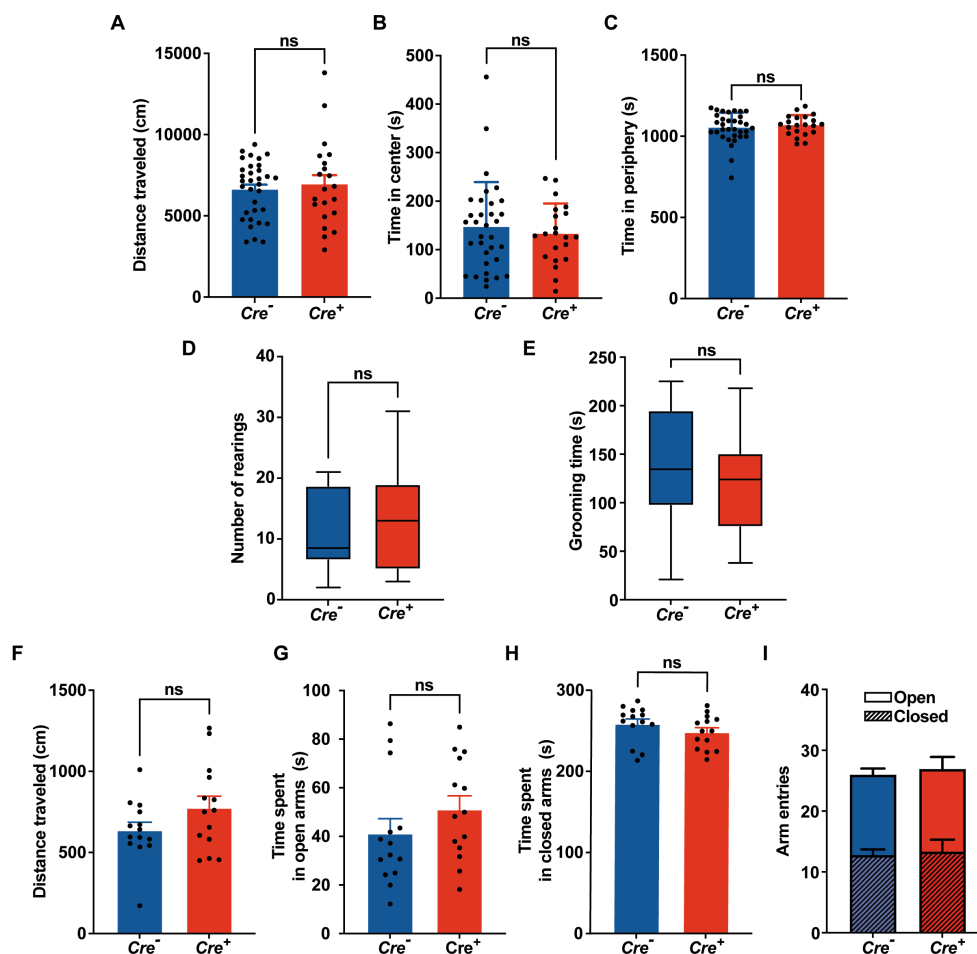 A
Distance traveled (cm)
15000
10000
5000
0
ns
Cre-
Cre+
B
Time in center (s)
500
400
300
200
100
0
ns
Cre-
Cre+
C
Time in periphery (s)
1500
1000
500
0
ns
Cre-
Cre+
D
Number of rearings
40
30
20
10
0
ns
Cre-
Cre+
E
Grooming time (s)
250
200
150
100
50
0
ns
Cre-
Cre+
F
Distance traveled (cm)
1500
1000
500
0
ns
Cre-
Cre+
G
Time spent
in open arms (s)
100
80
60
40
20
0
ns
Cre-
Cre+
H
Time spent
in closed arms (s)
300
200
100
0
ns
Cre-
Cre+
I
Arm entries
40
30
20
10
0
Open
Closed
Cre-
Cre+